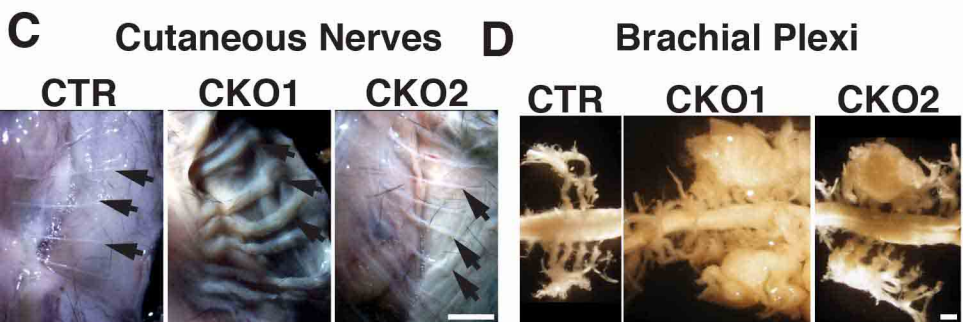 C Cutaneous Nerves
CTR CKO1 CKO2
D Brachial Plexi
CTR CKO1 CKO2